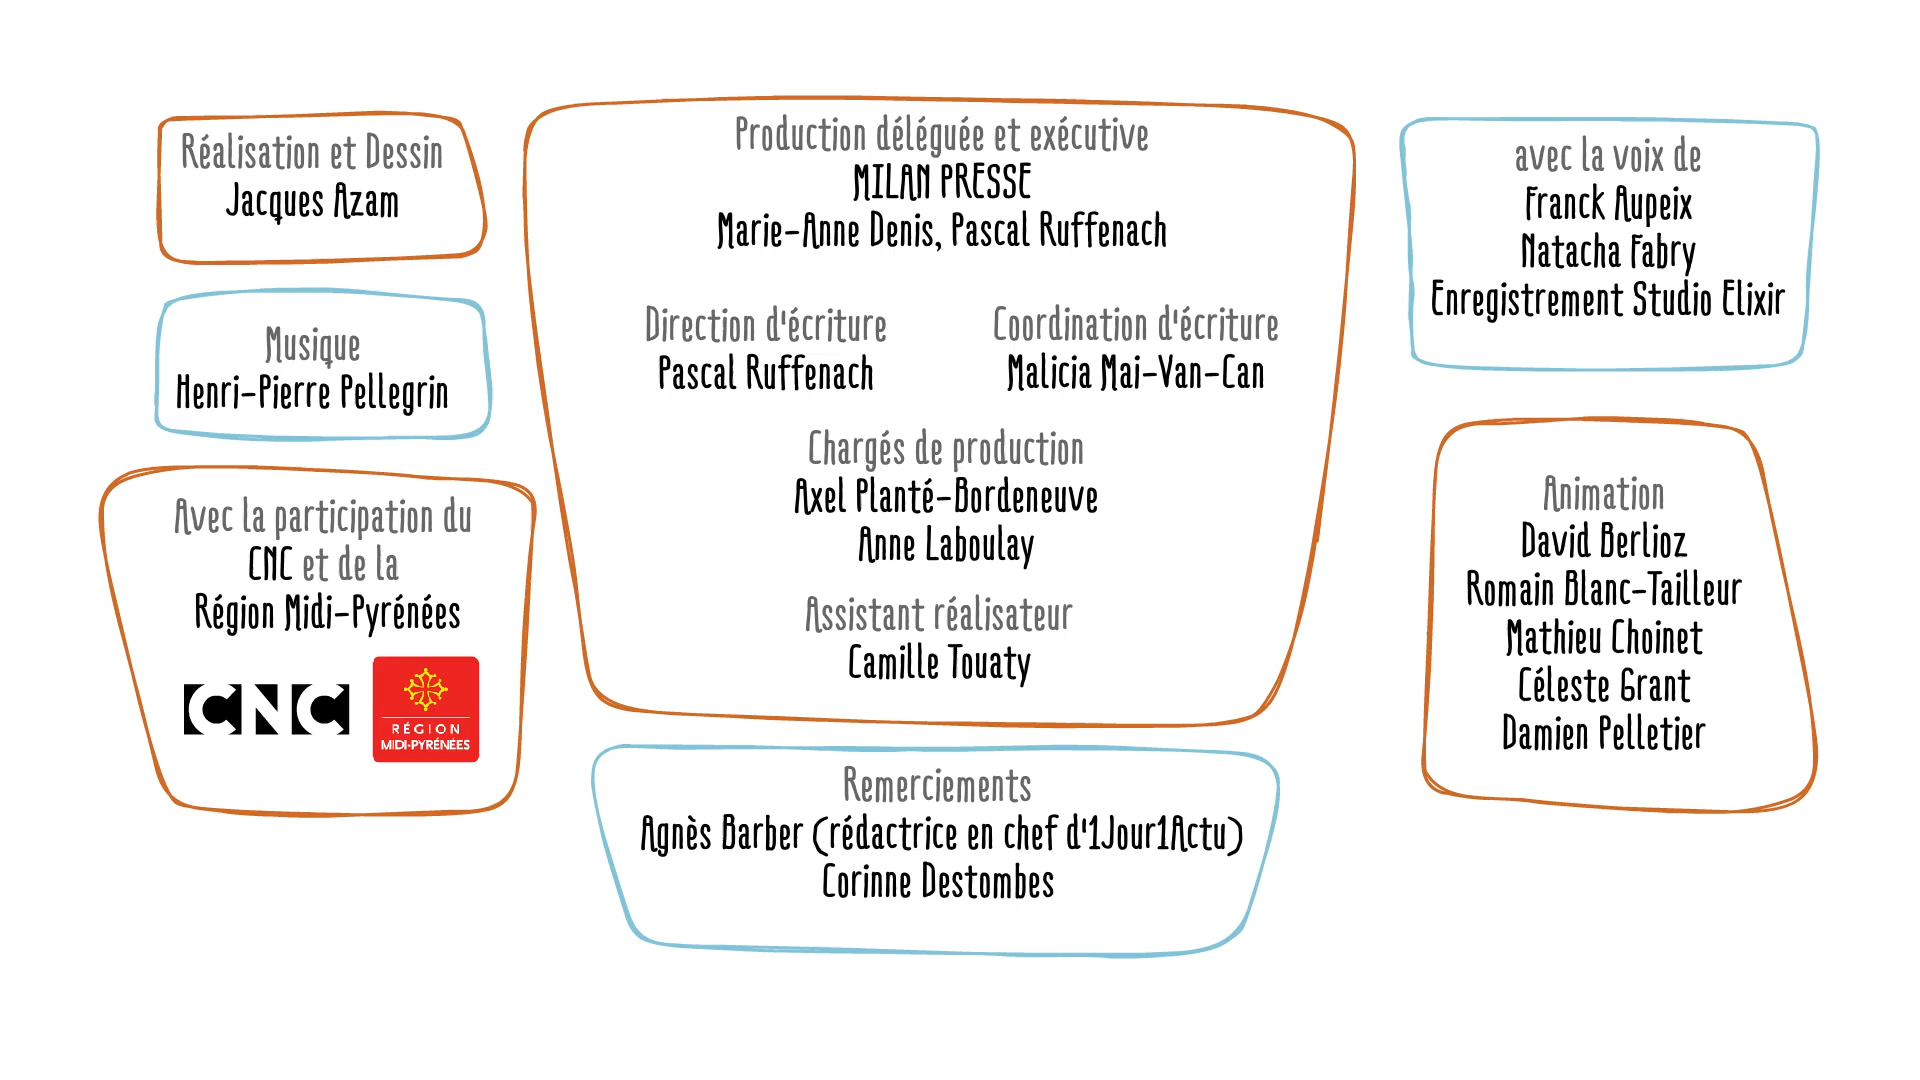 Réalisation et Dessin
Jacques Azam
Musique
Henri-Pierre Pellegrin
Avec la participation du
CNC et de la
Région Midi-Pyrénées
CNC
RÉGION
MIDI-PYRÉNÉES
Production déléguée et exécutive
MILAN PRESSE
Marie-Anne Denis, Pascal Ruffenach
Direction d'écriture
Pascal Ruffenach
Coordination d'écriture
Malicia Mai-Van-Can
Chargés de production
Axel Planté-Bordeneuve
Anne Laboulay
Assistant réalisateur
Camille Touaty
Remerciements
Agnès Barber (rédactrice en chef d'1Jour1Actu)
Corinne Destombes
avec la voix de
Franck Aupeix
Natacha Fabry
Enregistrement Studio Elixir
Animation
David Berlioz
Romain Blanc-Tailleur
Mathieu Choinet
Céleste Grant
Damien Pelletier